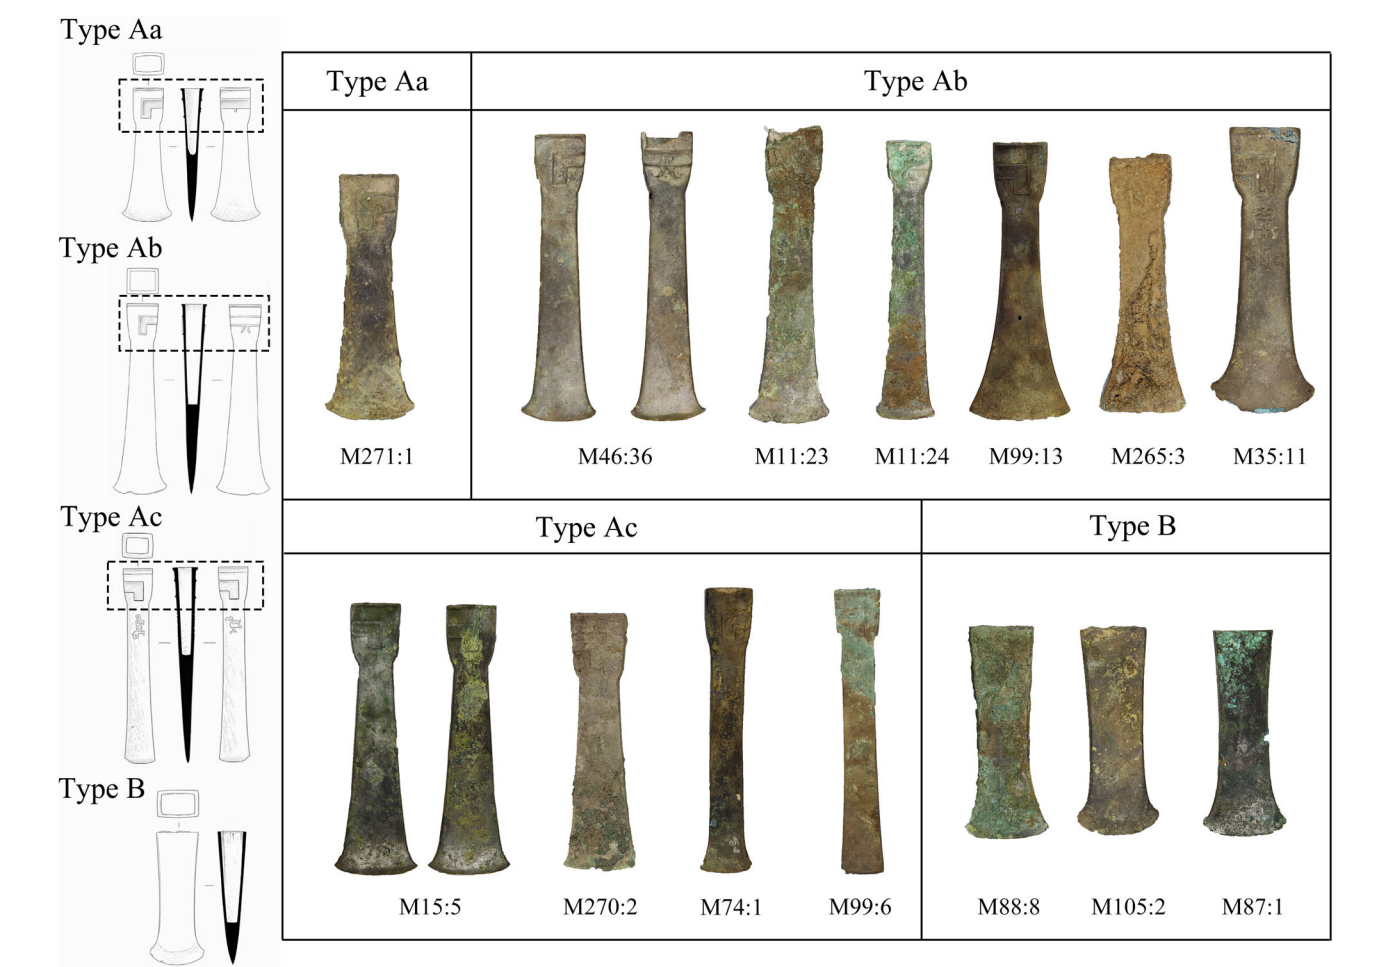 Type Aa
Type Ab
Type Ac
Type B
Type Aa
Type Ab
M271:1
M46:36
M11:23
M11:24
M99:13
M265:3
M35:11
Type Ac
Type B
M15:5
M270:2
M74:1
M99:6
M88:8
M105:2
M87:1